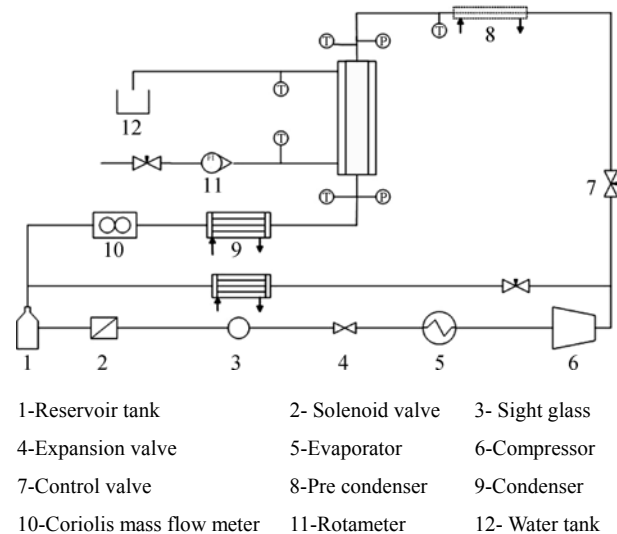 T
P
T
8
T
12
T
FI
11
7
T
P
10
9
1
2
3
4
5
6
1-Reservoir tank 2- Solenoid valve 3- Sight glass
4-Expansion valve 5-Evaporator 6-Compressor
7-Control valve 8-Pre condenser 9-Condenser
10-Coriolis mass flow meter 11-Rotameter 12- Water tank